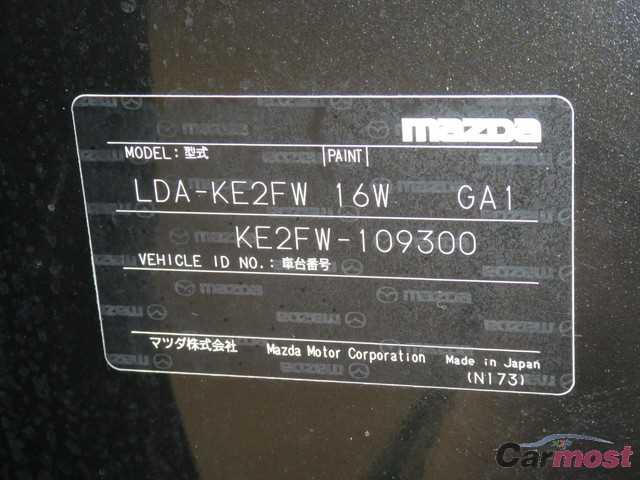 mazda
MODEL: 型式 PAINT
LDA-KE2FW 16W GA1
KE2FW-109300
VEHICLE ID NO.: 車台番号
マツダ株式会社 Mazda Motor Corporation Made in Japan
(N173)
Carmost